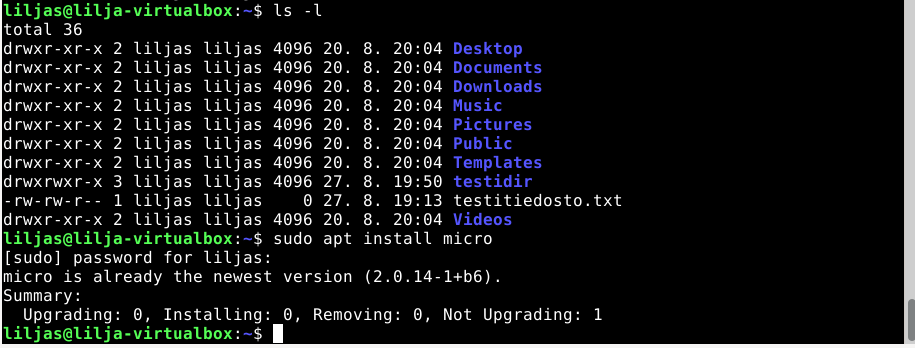 liljas@lilja-virtualbox:~$ ls -l
total 36
drwxr-xr-x 2 liljas liljas 4096 20. 8. 20:04 Desktop
drwxr-xr-x 2 liljas liljas 4096 20. 8. 20:04 Documents
drwxr-xr-x 2 liljas liljas 4096 20. 8. 20:04 Downloads
drwxr-xr-x 2 liljas liljas 4096 20. 8. 20:04 Music
drwxr-xr-x 2 liljas liljas 4096 20. 8. 20:04 Pictures
drwxr-xr-x 2 liljas liljas 4096 20. 8. 20:04 Public
drwxr-xr-x 2 liljas liljas 4096 20. 8. 20:04 Templates
drwxrwxr-x 3 liljas liljas 4096 27. 8. 19:50 testidir
-rw-rw-r-- 1 liljas liljas    0 27. 8. 19:13 testitiedosto.txt
drwxr-xr-x 2 liljas liljas 4096 20. 8. 20:04 Videos
liljas@lilja-virtualbox:~$ sudo apt install micro
[sudo] password for liljas:
micro is already the newest version (2.0.14-1+b6).
Summary:
  Upgrading: 0, Installing: 0, Removing: 0, Not Upgrading: 1
liljas@lilja-virtualbox:~$